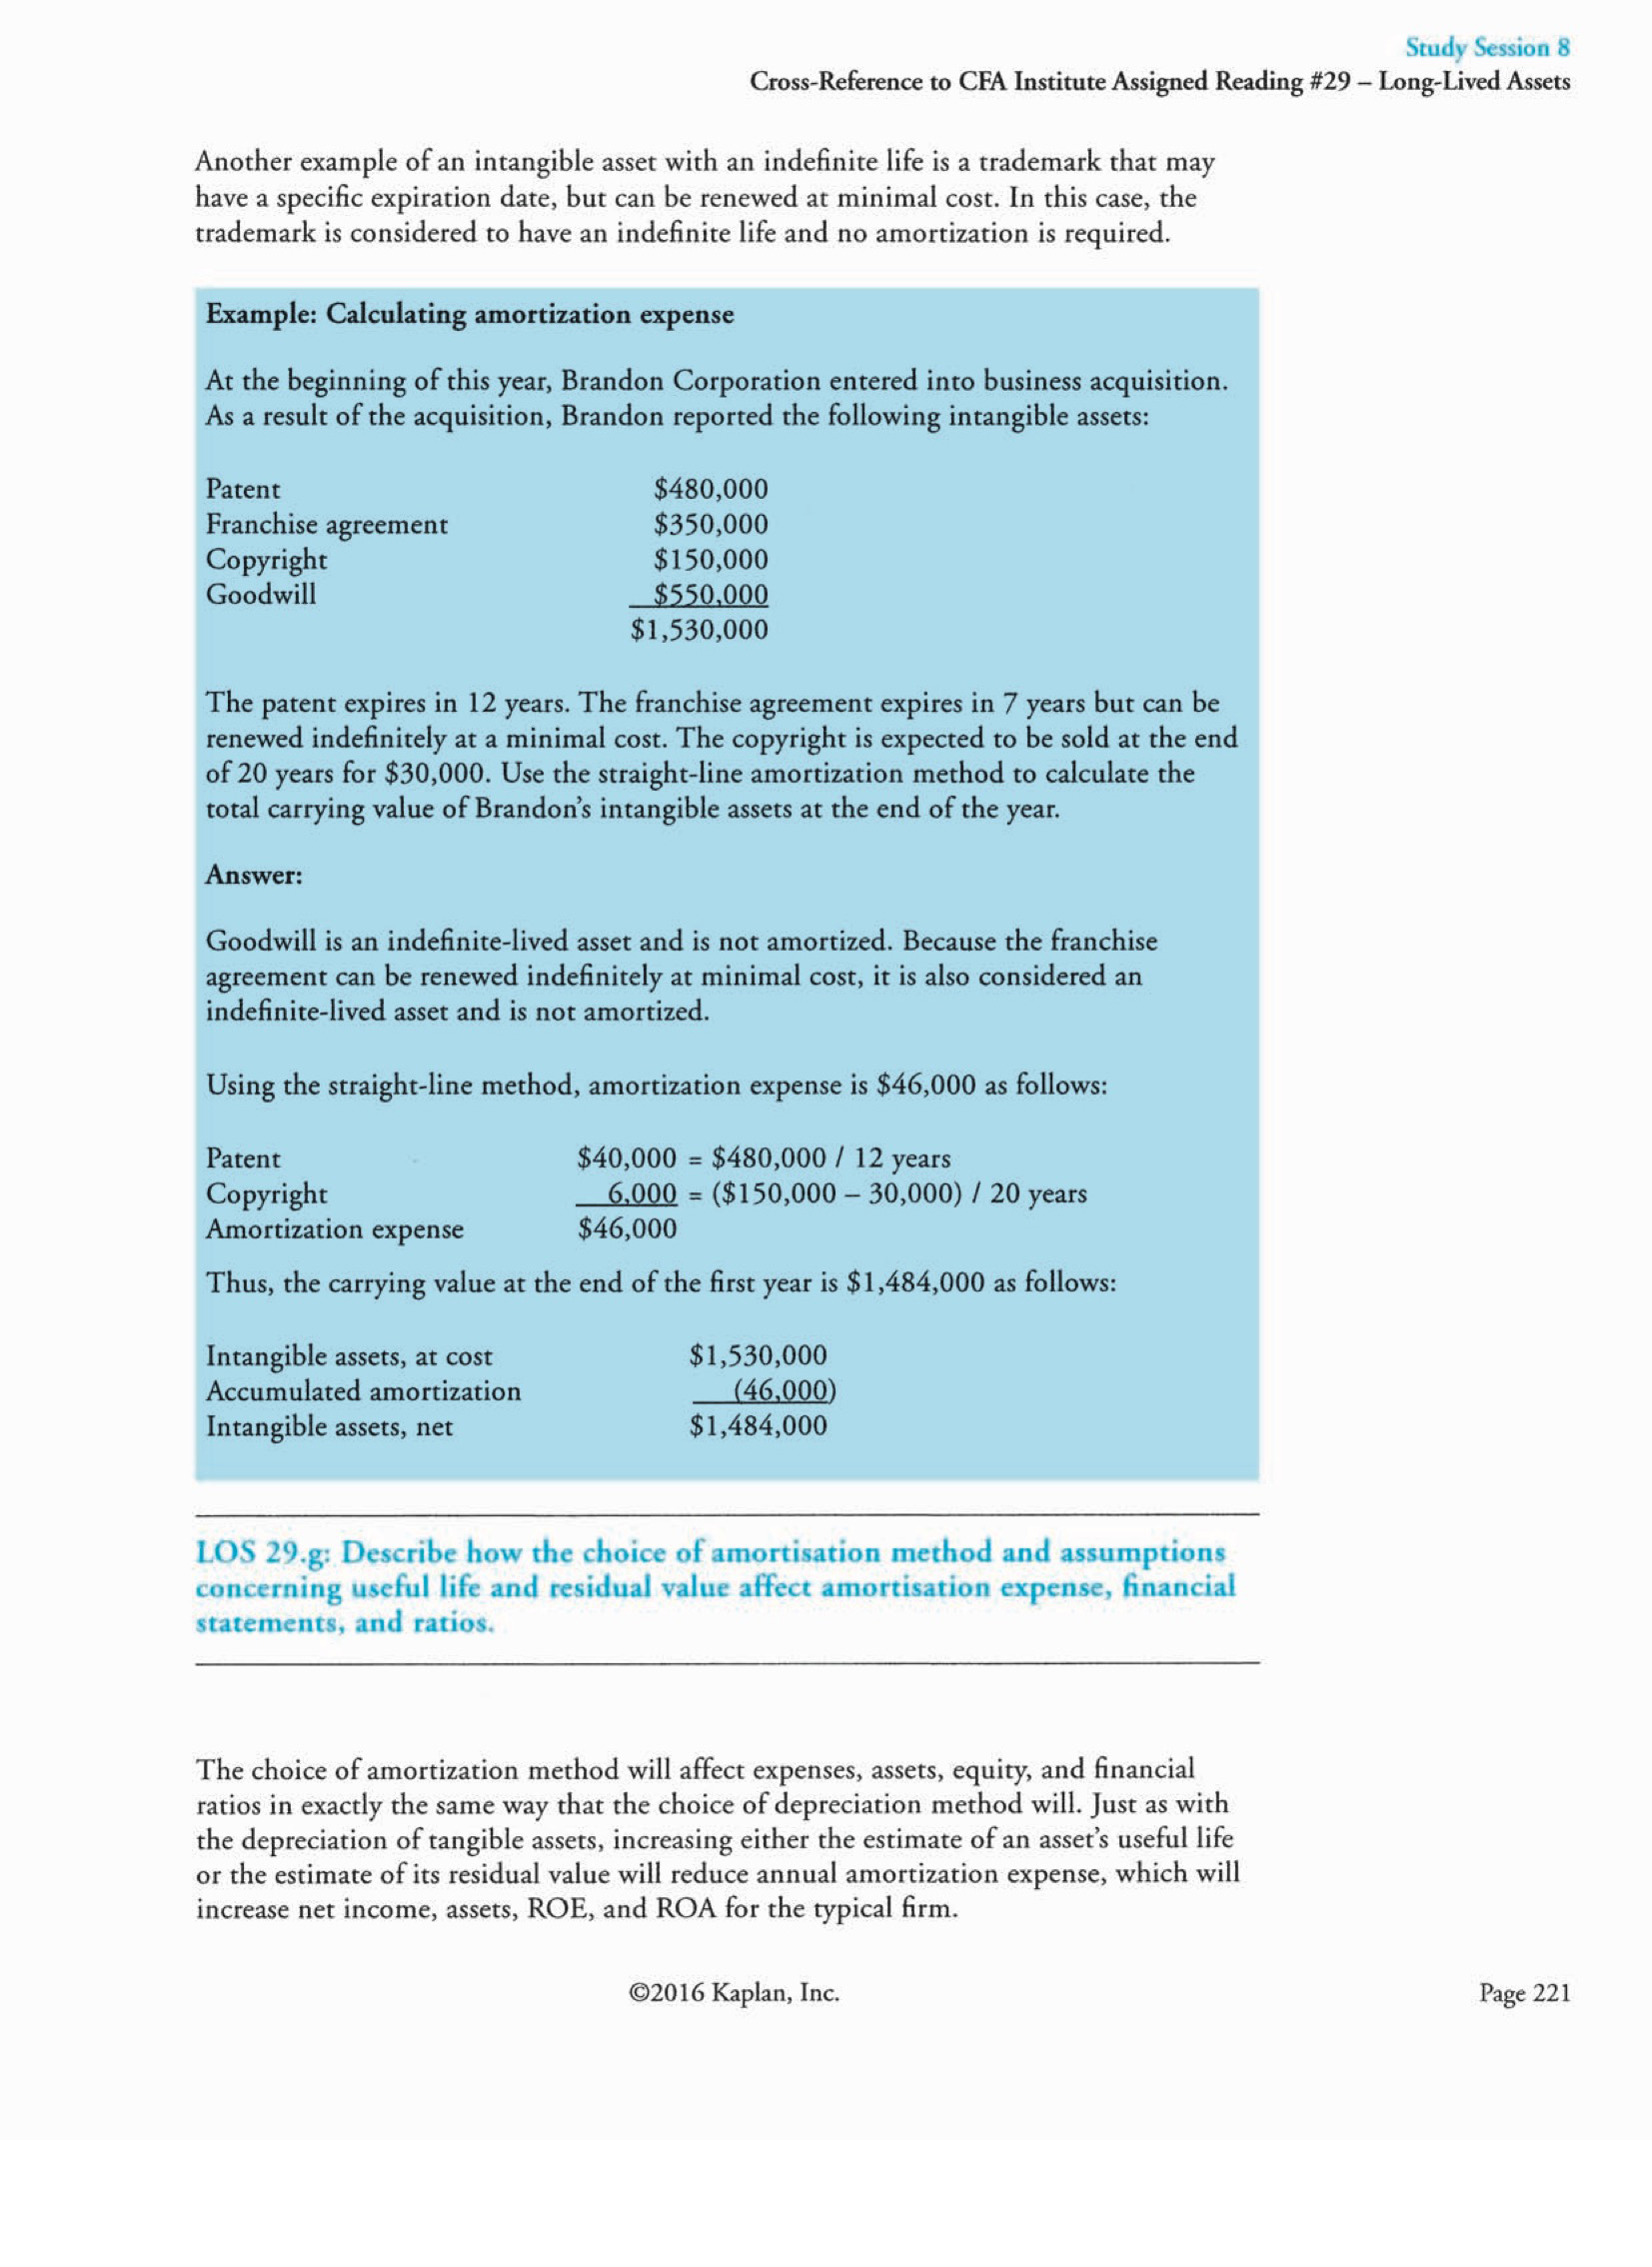 Study Session 8
Cross-Reference to CFA Institute Assigned Reading #29 – Long-Lived Assets
Another example of an intangible asset with an indefinite life is a trademark that may
have a specific expiration date, but can be renewed at minimal cost. In this case, the
trademark is considered to have an indefinite life and no amortization is required.
Example: Calculating amortization expense
At the beginning of this year, Brandon Corporation entered into business acquisition.
As a result of the acquisition, Brandon reported the following intangible assets:
Patent $480,000
Franchise agreement $350,000
Copyright $150,000
Goodwill $550,000
$1,530,000
The patent expires in 12 years. The franchise agreement expires in 7 years but can be
renewed indefinitely at a minimal cost. The copyright is expected to be sold at the end
of 20 years for $30,000. Use the straight-line amortization method to calculate the
total carrying value of Brandon's intangible assets at the end of the year.
Answer:
Goodwill is an indefinite-lived asset and is not amortized. Because the franchise
agreement can be renewed indefinitely at minimal cost, it is also considered an
indefinite-lived asset and is not amortized.
Using the straight-line method, amortization expense is $46,000 as follows:
Patent $40,000 = $480,000 / 12 years
Copyright 6,000 = ($150,000 – 30,000) / 20 years
Amortization expense $46,000
Thus, the carrying value at the end of the first year is $1,484,000 as follows:
Intangible assets, at cost $1,530,000
Accumulated amortization (46,000)
Intangible assets, net $1,484,000
LOS 29.g: Describe how the choice of amortisation method and assumptions
concerning useful life and residual value affect amortisation expense, financial
statements, and ratios.
The choice of amortization method will affect expenses, assets, equity, and financial
ratios in exactly the same way that the choice of depreciation method will. Just as with
the depreciation of tangible assets, increasing either the estimate of an asset's useful life
or the estimate of its residual value will reduce annual amortization expense, which will
increase net income, assets, ROE, and ROA for the typical firm.
©2016 Kaplan, Inc. Page 221